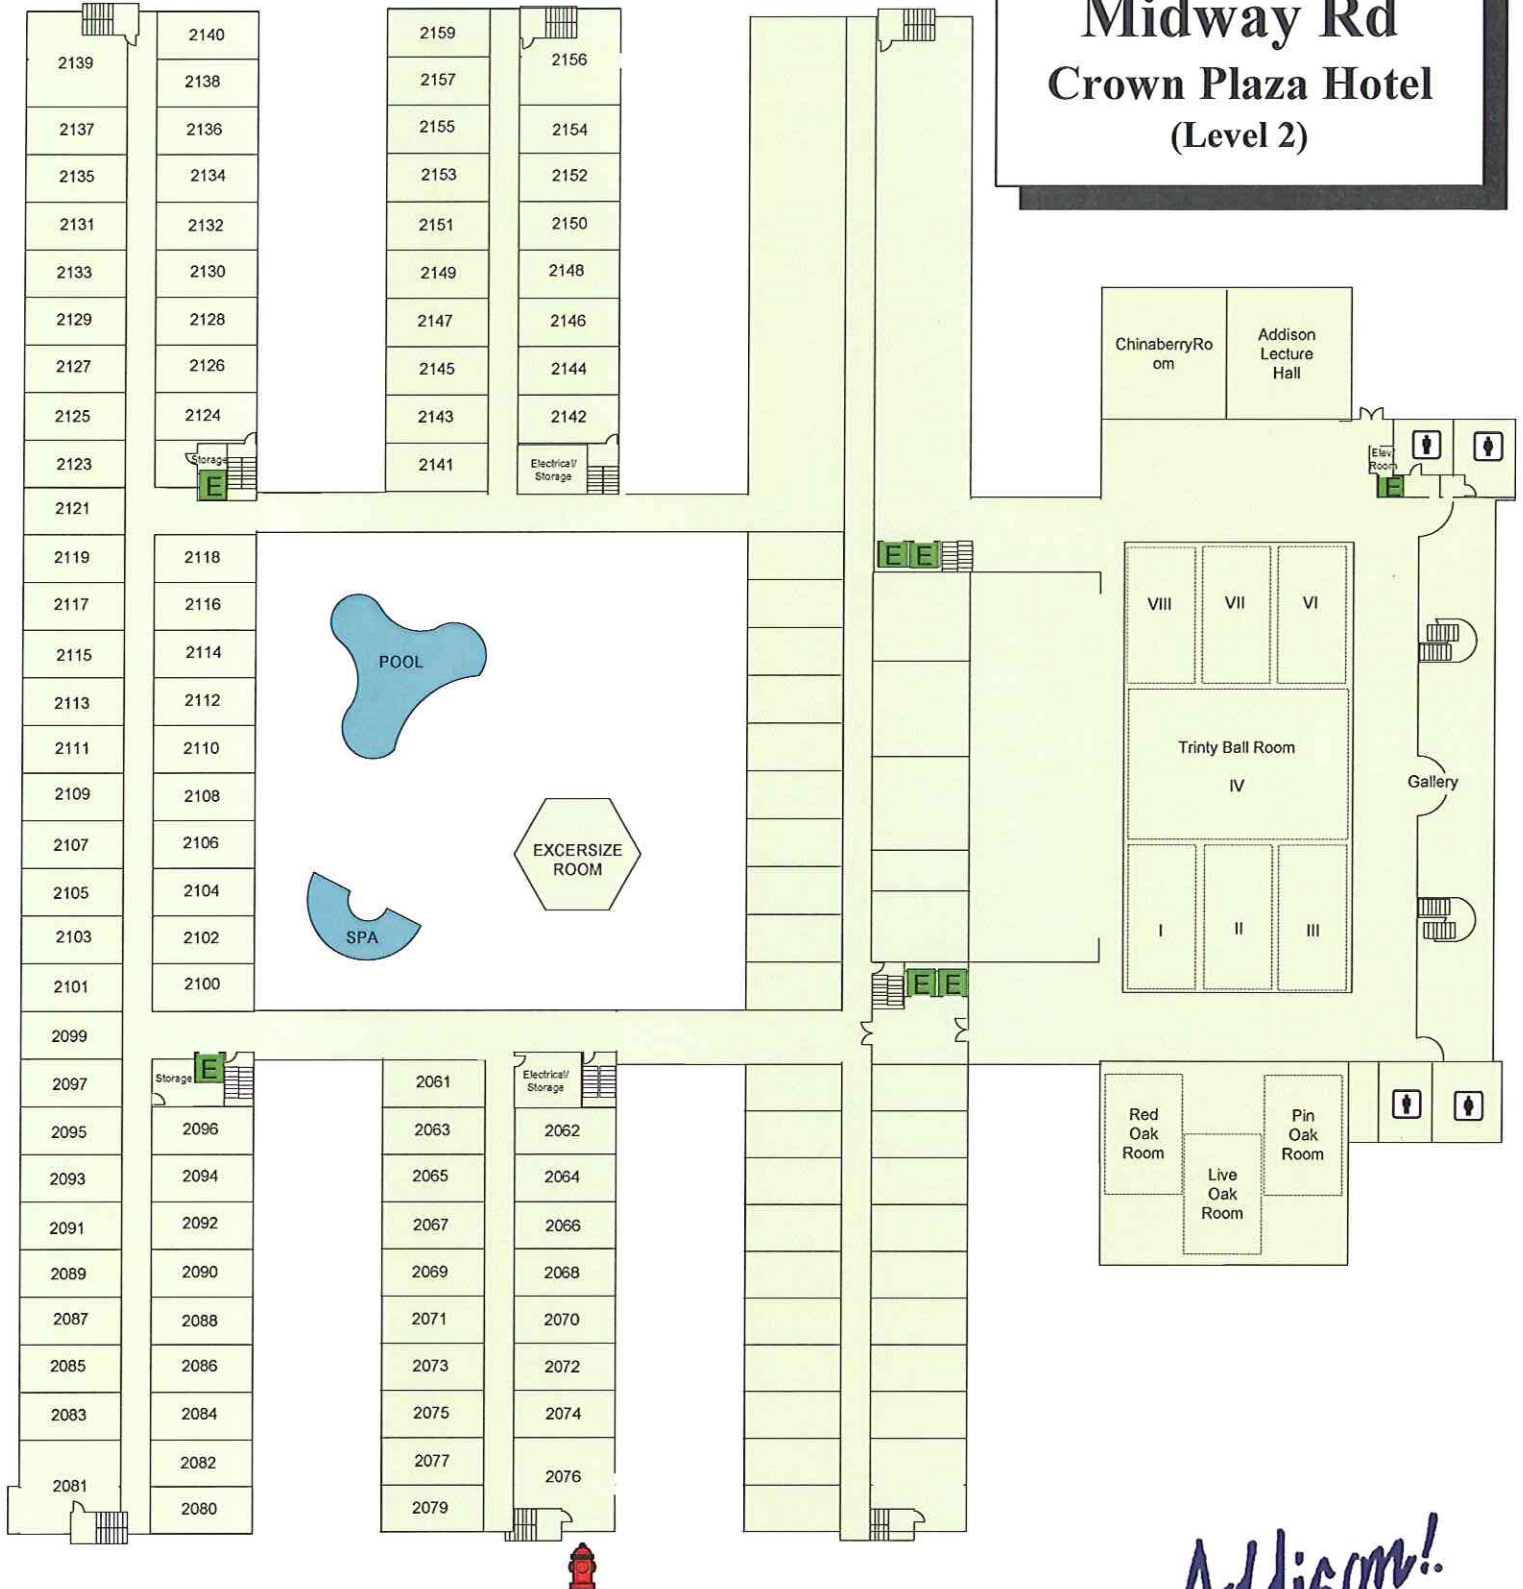 Midway Rd
Crown Plaza Hotel
(Level 2)
2139
2137
2135
2131
2133
2129
2127
2125
2123
2121
2119
2117
2115
2113
2111
2109
2107
2105
2103
2101
2099
2097
2095
2093
2091
2089
2087
2085
2083
2081
2140
2138
2136
2134
2132
2130
2128
2126
2124
Storage
E
2118
2116
2114
2112
2110
2108
2106
2104
2102
2100
E
Storage
2096
2094
2092
2090
2088
2086
2084
2082
2080
2159
2157
2155
2153
2151
2149
2147
2145
2143
2141
2156
2154
2152
2150
2148
2146
2144
2142
Electrical/
Storage
POOL
EXCERSIZE
ROOM
SPA
2061
2063
2065
2067
2069
2071
2073
2075
2077
2079
Electrical/
Storage
2062
2064
2066
2068
2070
2072
2074
2076
E E
E E
ChinaberryRo
om
Addison
Lecture
Hall
Elev
Room
E
VIII
VII
VI
Trinty Ball Room
IV
Gallery
I
II
III
Red
Oak
Room
Live
Oak
Room
Pin
Oak
Room
Addison!